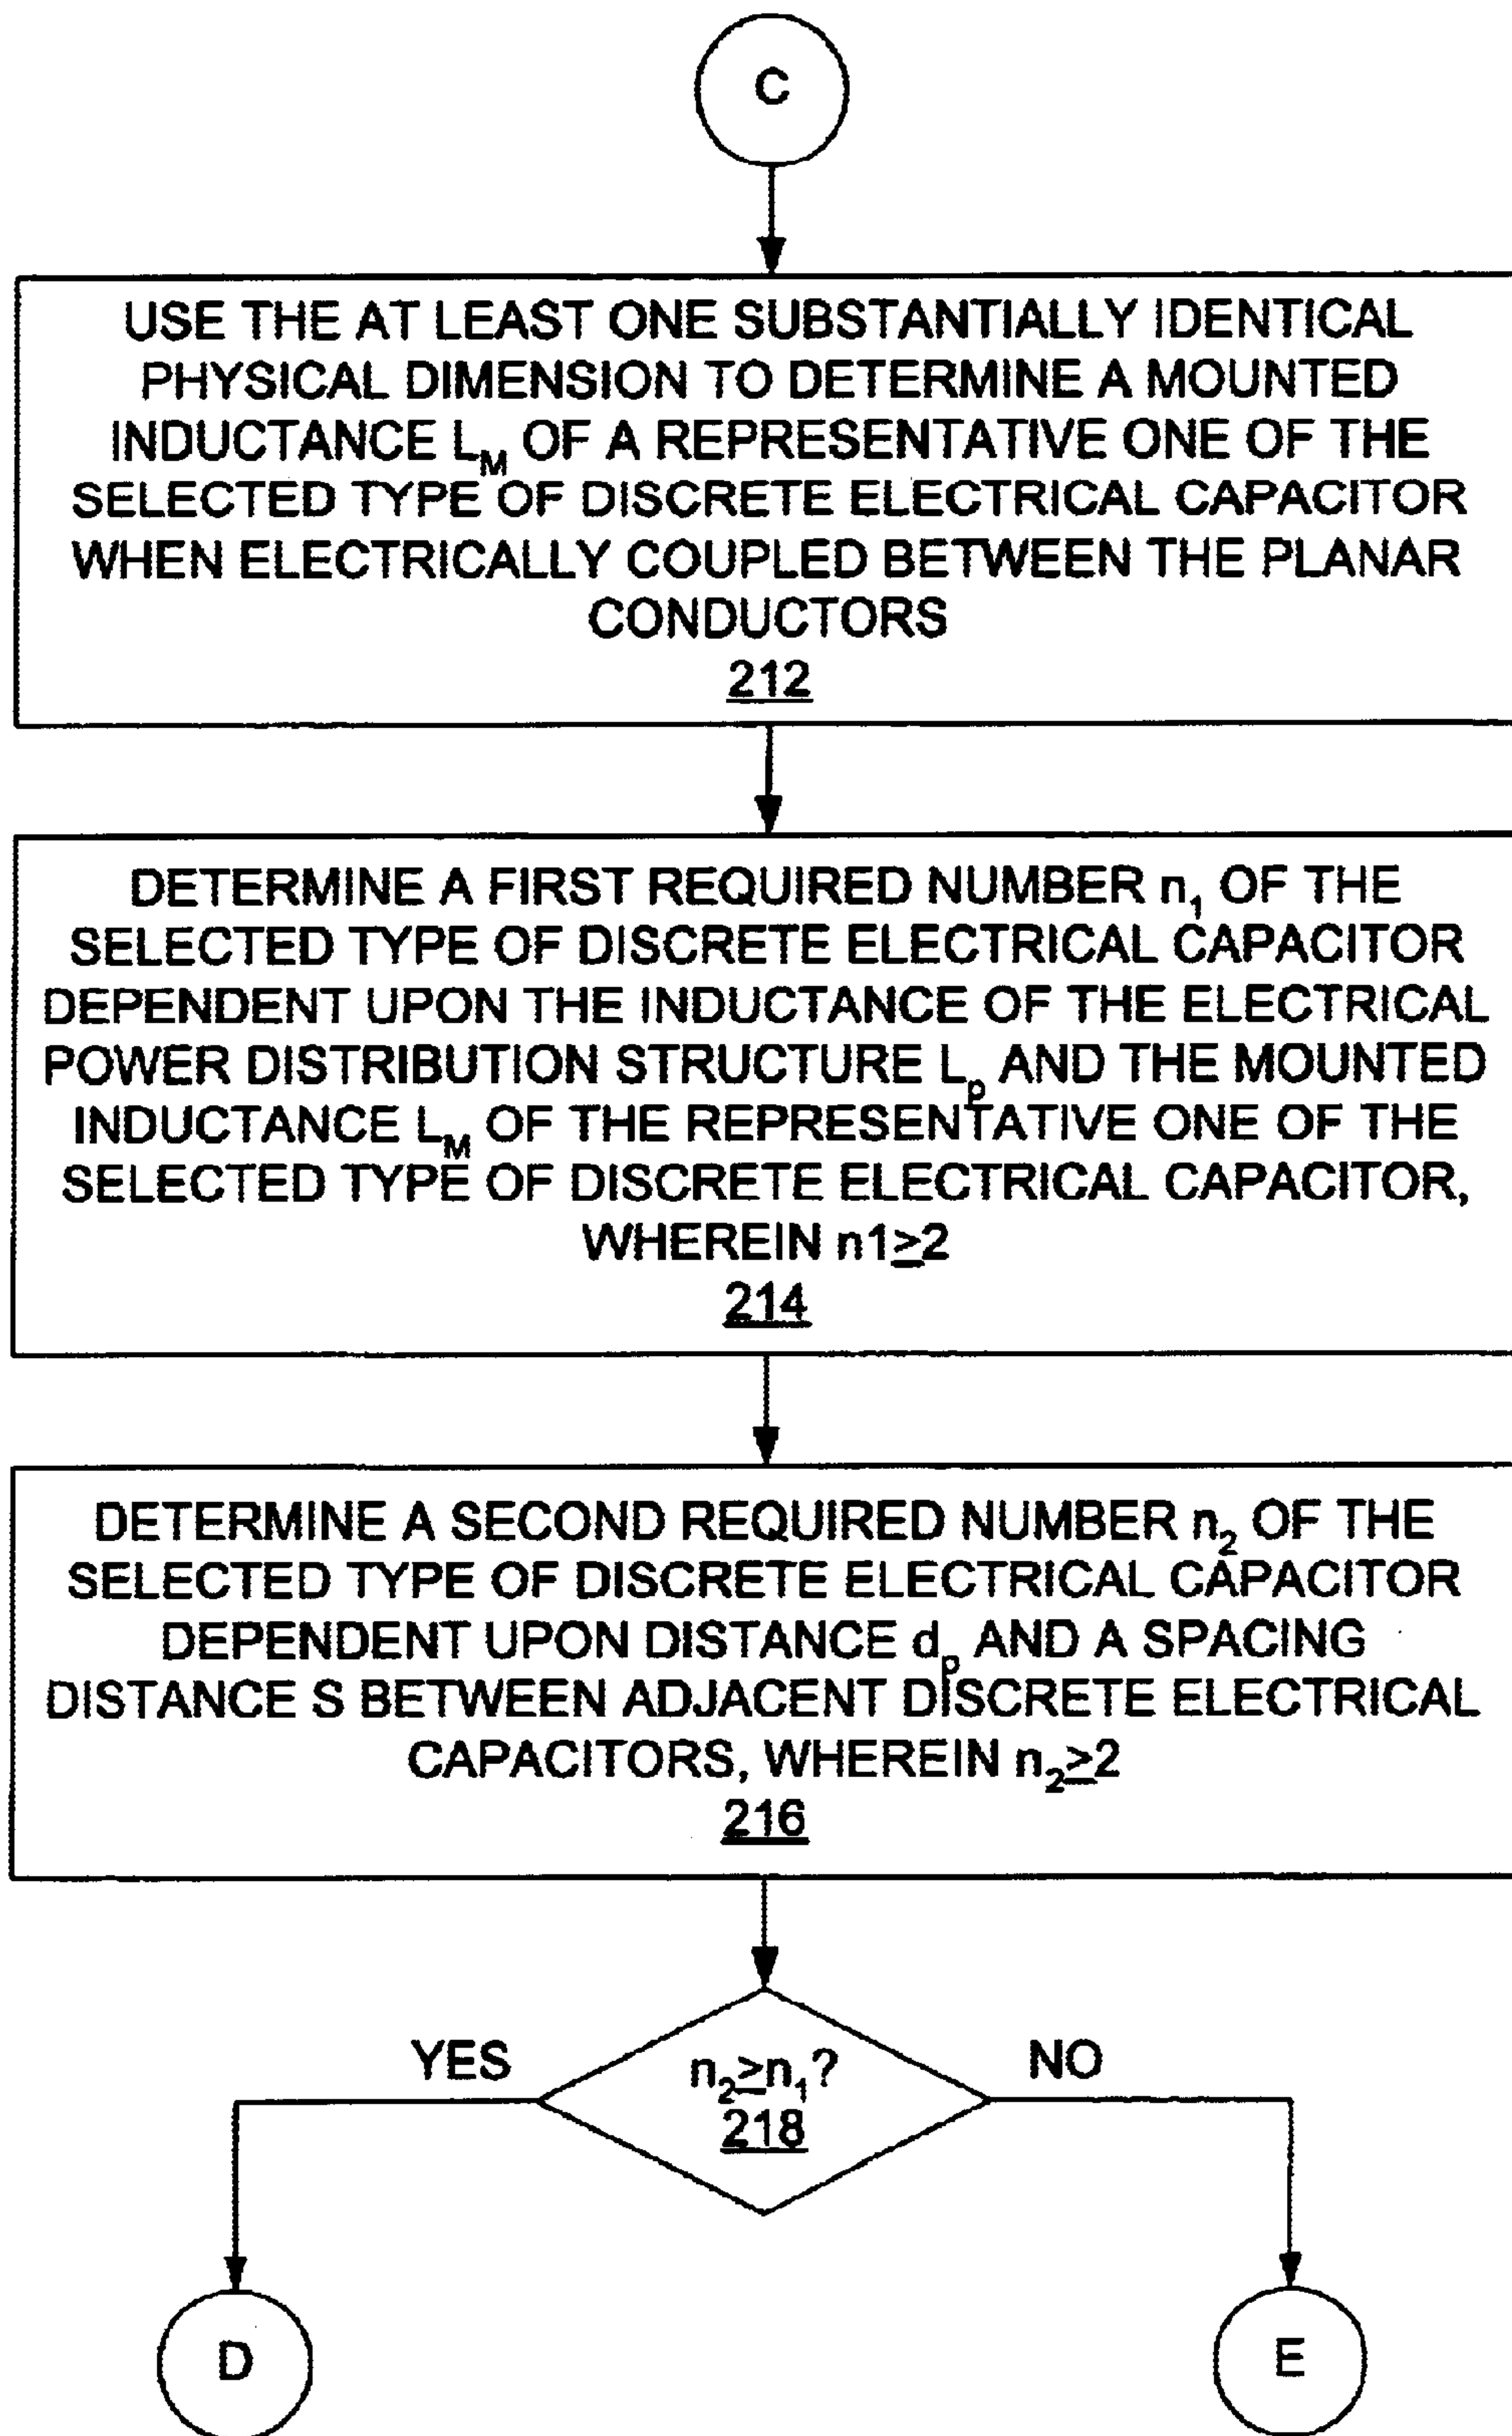 C
USE THE AT LEAST ONE SUBSTANTIALLY IDENTICAL
PHYSICAL DIMENSION TO DETERMINE A MOUNTED
INDUCTANCE L_M OF A REPRESENTATIVE ONE OF THE
SELECTED TYPE OF DISCRETE ELECTRICAL CAPACITOR
WHEN ELECTRICALLY COUPLED BETWEEN THE PLANAR
CONDUCTORS
212
DETERMINE A FIRST REQUIRED NUMBER n₁ OF THE
SELECTED TYPE OF DISCRETE ELECTRICAL CAPACITOR
DEPENDENT UPON THE INDUCTANCE OF THE ELECTRICAL
POWER DISTRIBUTION STRUCTURE L_p AND THE MOUNTED
INDUCTANCE L_M OF THE REPRESENTATIVE ONE OF THE
SELECTED TYPE OF DISCRETE ELECTRICAL CAPACITOR,
WHEREIN n1≥2
214
DETERMINE A SECOND REQUIRED NUMBER n₂ OF THE
SELECTED TYPE OF DISCRETE ELECTRICAL CAPACITOR
DEPENDENT UPON DISTANCE d_p AND A SPACING
DISTANCE S BETWEEN ADJACENT DISCRETE ELECTRICAL
CAPACITORS, WHEREIN n₂≥2
216
YES
n₂≥n₁?
NO
218
D
E